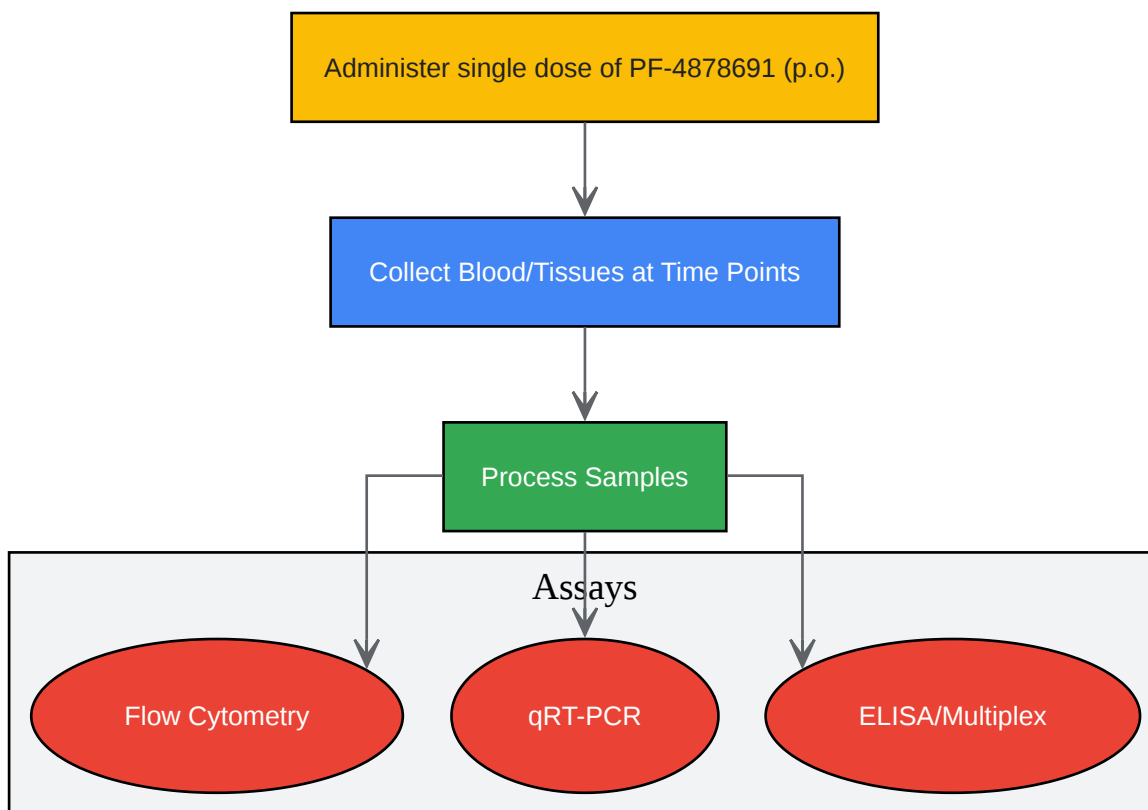 Administer single dose of PF-4878691 (p.o.)
Collect Blood/Tissues at Time Points
Process Samples
Assays
Flow Cytometry
qRT-PCR
ELISA/Multiplex